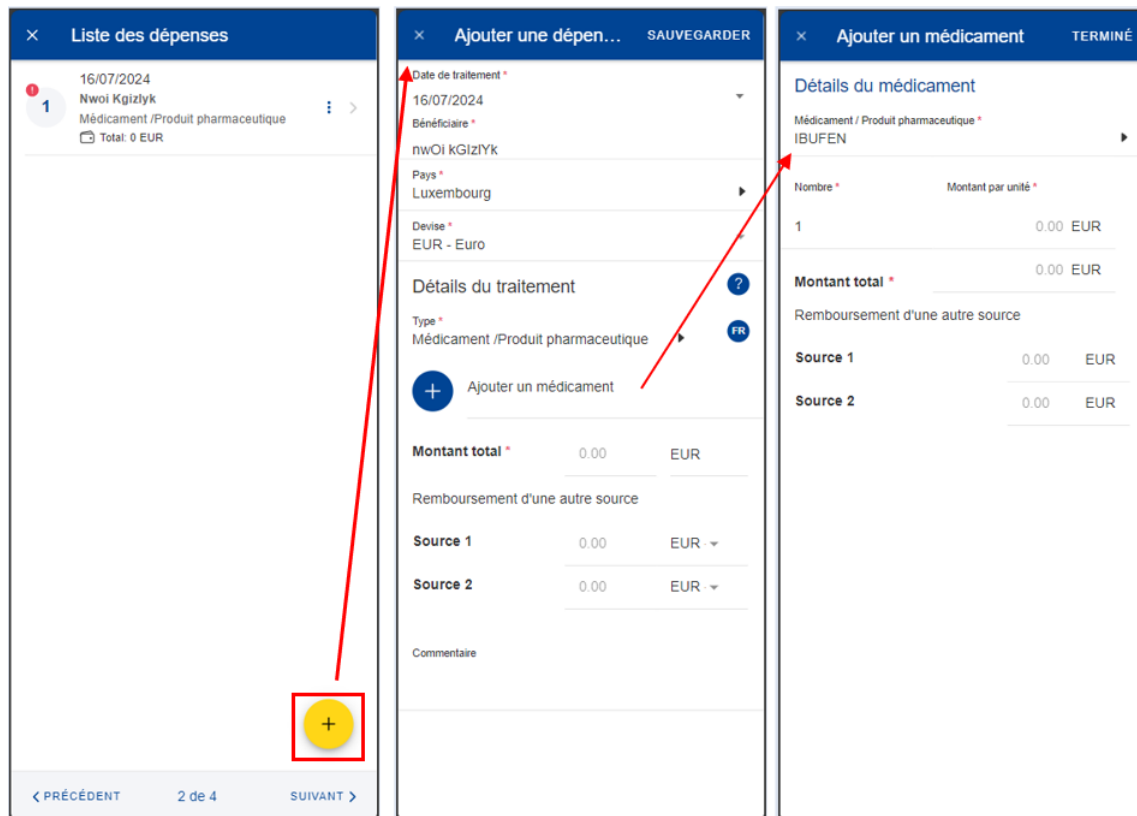 × Liste des dépenses
16/07/2024
! 1 Nwoi Kgizlyk
Médicament /Produit pharmaceutique
Total: 0 EUR
+
PRÉCÉDENT 2 de 4 SUIVANT
× Ajouter une dépen... SAUVEGARDER
Date de traitement *
16/07/2024
Bénéficiaire *
nwOi kGIzlYk
Pays *
Luxembourg
Devise *
EUR - Euro
Détails du traitement ?
Type *
Médicament /Produit pharmaceutique FR
+ Ajouter un médicament
Montant total * 0.00 EUR
Remboursement d'une autre source
Source 1 0.00 EUR
Source 2 0.00 EUR
Commentaire
× Ajouter un médicament TERMINÉ
Détails du médicament
Médicament / Produit pharmaceutique *
IBUFEN
Nombre * Montant par unité *
1 0.00 EUR
Montant total * 0.00 EUR
Remboursement d'une autre source
Source 1 0.00 EUR
Source 2 0.00 EUR